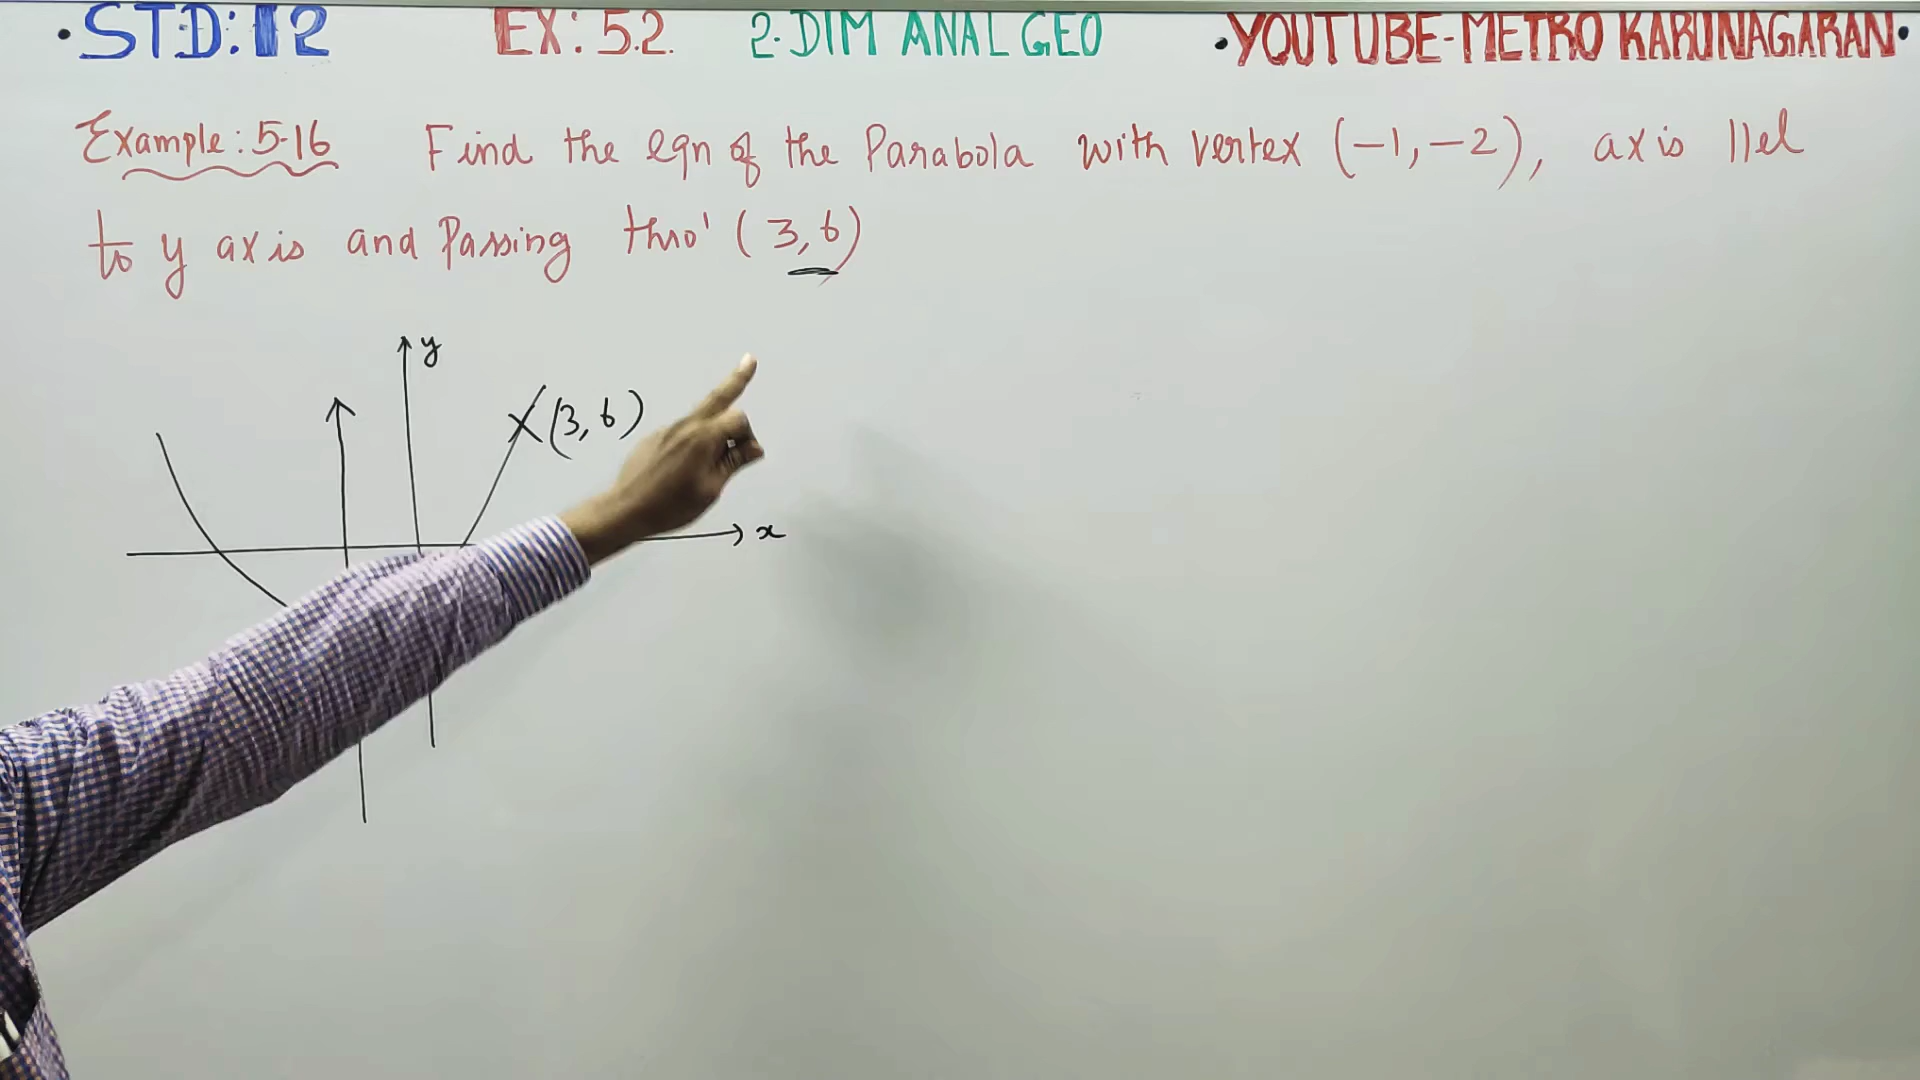 • STD: 12 EX: 5.2. 2-DIM ANAL GEO • YOUTUBE-METRO KARUNAGARAN •
Example: 5.16 Find the eqn of the Parabola with vertex (-1, -2), axis ||el
to y axis and Passing thro' (3, 6)
y
(3, 6)
x